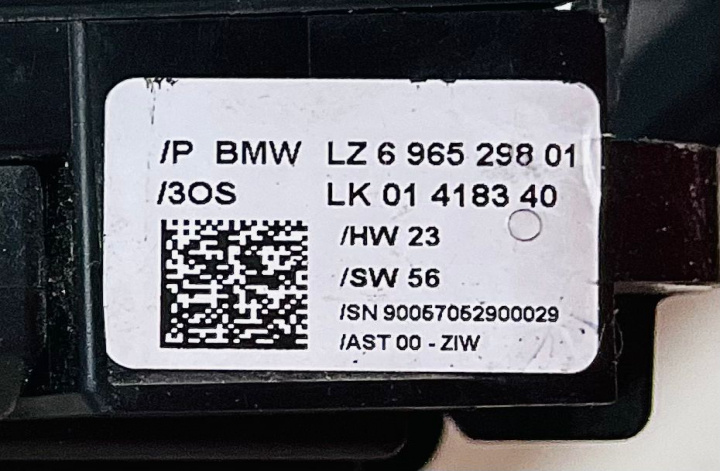 /P BMW LZ 6 965 298 01
/3OS LK 01 4183 40
/HW 23
/SW 56
/SN 90057052900029
/AST 00 - ZIW